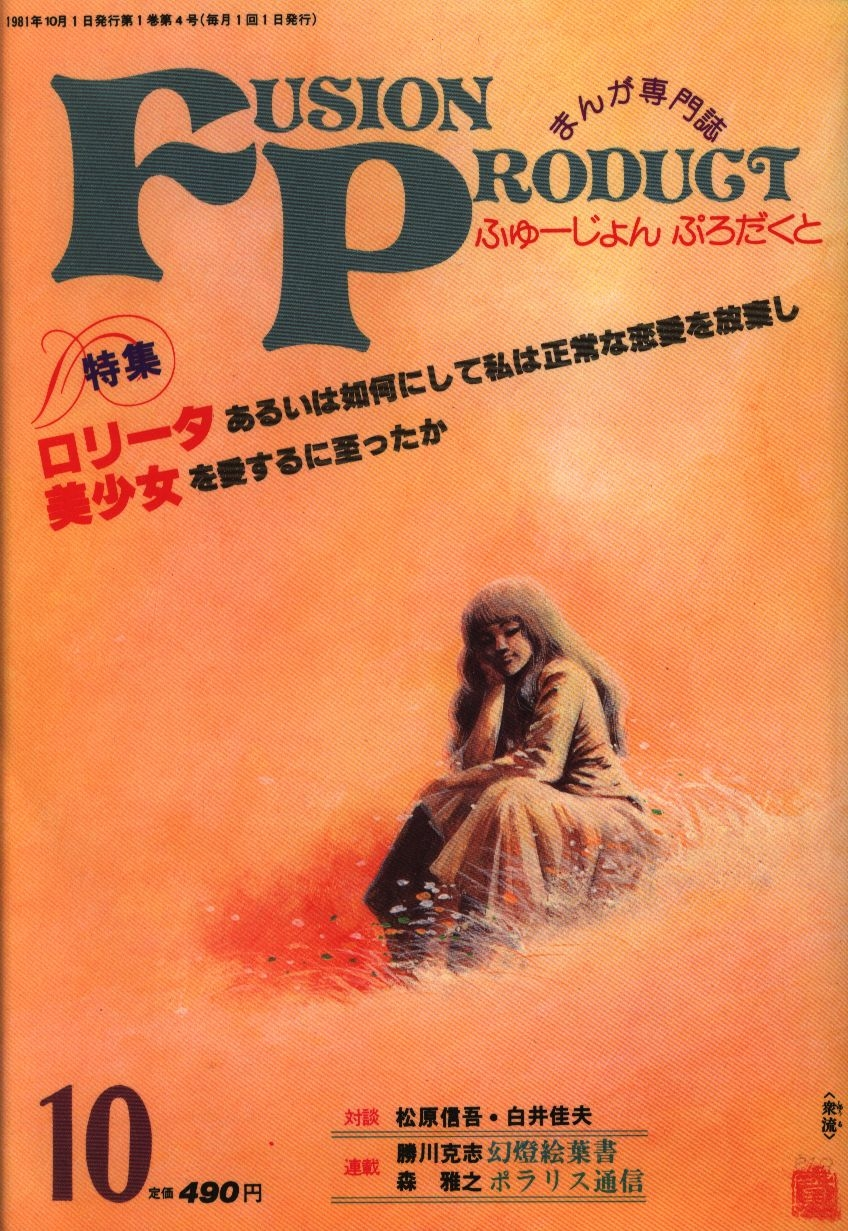 1981年10月1日発行第1巻第4号(毎月1回1日発行)
FUSION
PRODUCT
まんが専門誌
ふゅーじょん ぷろだくと
特集
ロリータ あるいは如何にして私は正常な恋愛を放棄し
美少女 を愛するに至ったか
10
定価 490円
対談 松原信吾・白井佳夫
連載 勝川克志 幻燈絵葉書
森 雅之 ポラリス通信
〈衆流〉